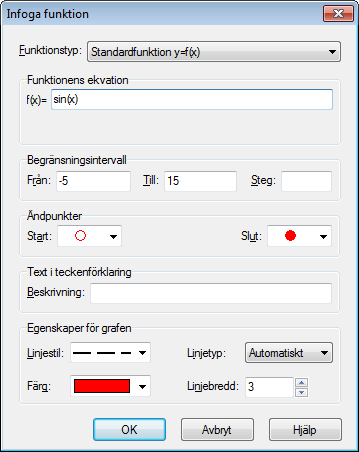 Infoga funktion
Funktionstyp: Standardfunktion y=f(x)
Funktionens ekvation
f(x)= sin(x)
Begränsningsintervall
Från: -5 Till: 15 Steg:
Ändpunkter
Start: Slut:
Text i teckenförklaring
Beskrivning:
Egenskaper för grafen
Linjestil: Linjetyp: Automatiskt
Färg: Linjebredd: 3
OK Avbryt Hjälp